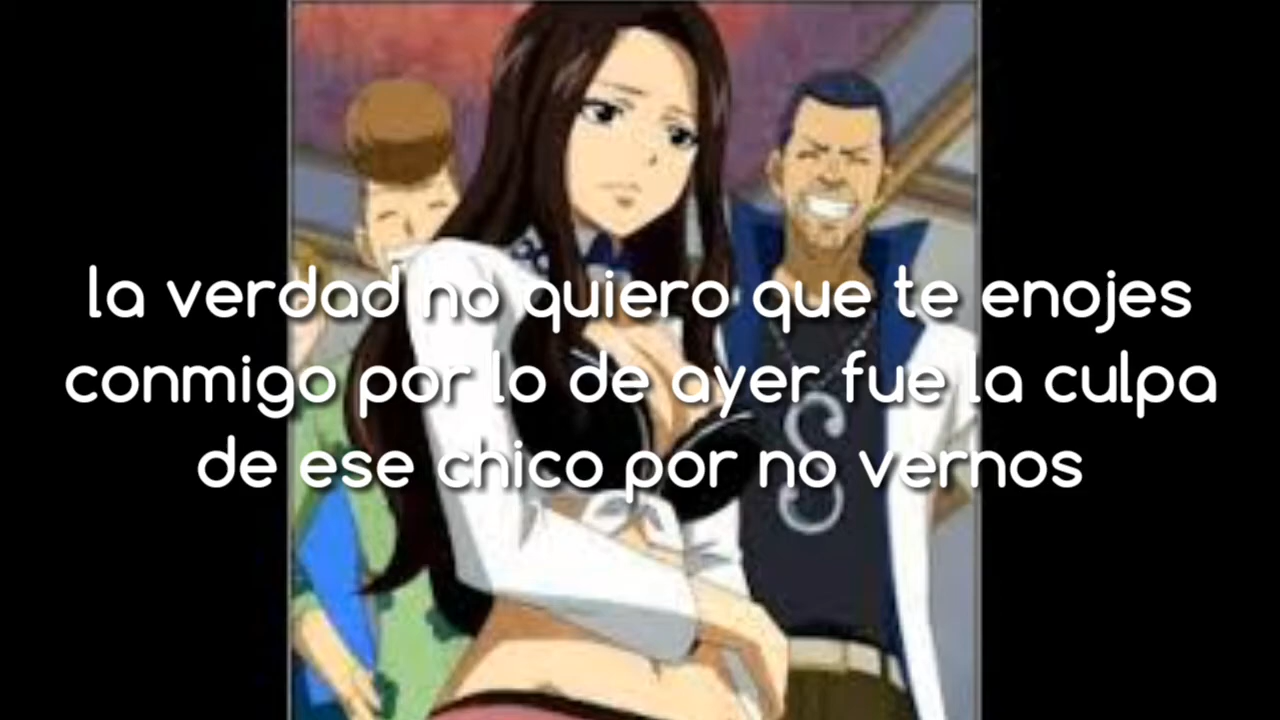 la verdad no quiero que te enojes
conmigo por lo de ayer fue la culpa
de ese chico por no vernos